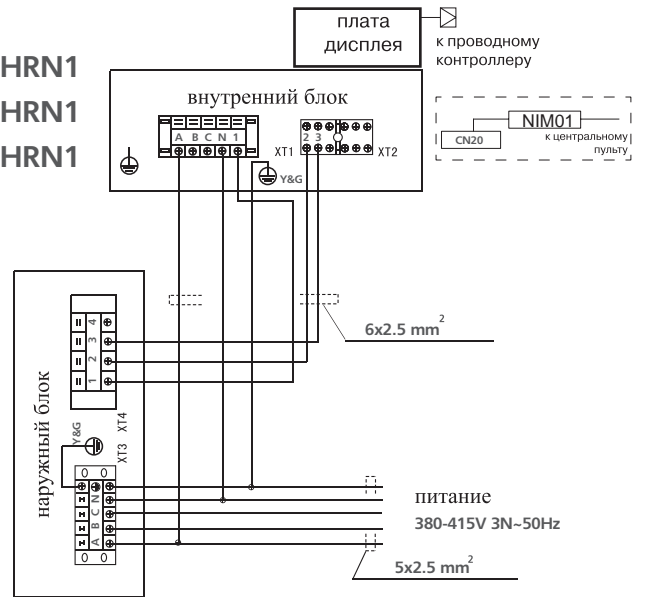 плата
дисплея
к проводному
контроллеру
HRN1
HRN1
HRN1
внутренний блок
A B C N 1
2 3
XT1
XT2
Y&G
NIM01
CN20
к центральному
пульту
6x2.5 mm²
наружный блок
4
3
2
1
XT4
Y&G
XT3
N
C
B
A
питание
380-415V 3N~50Hz
5x2.5 mm²